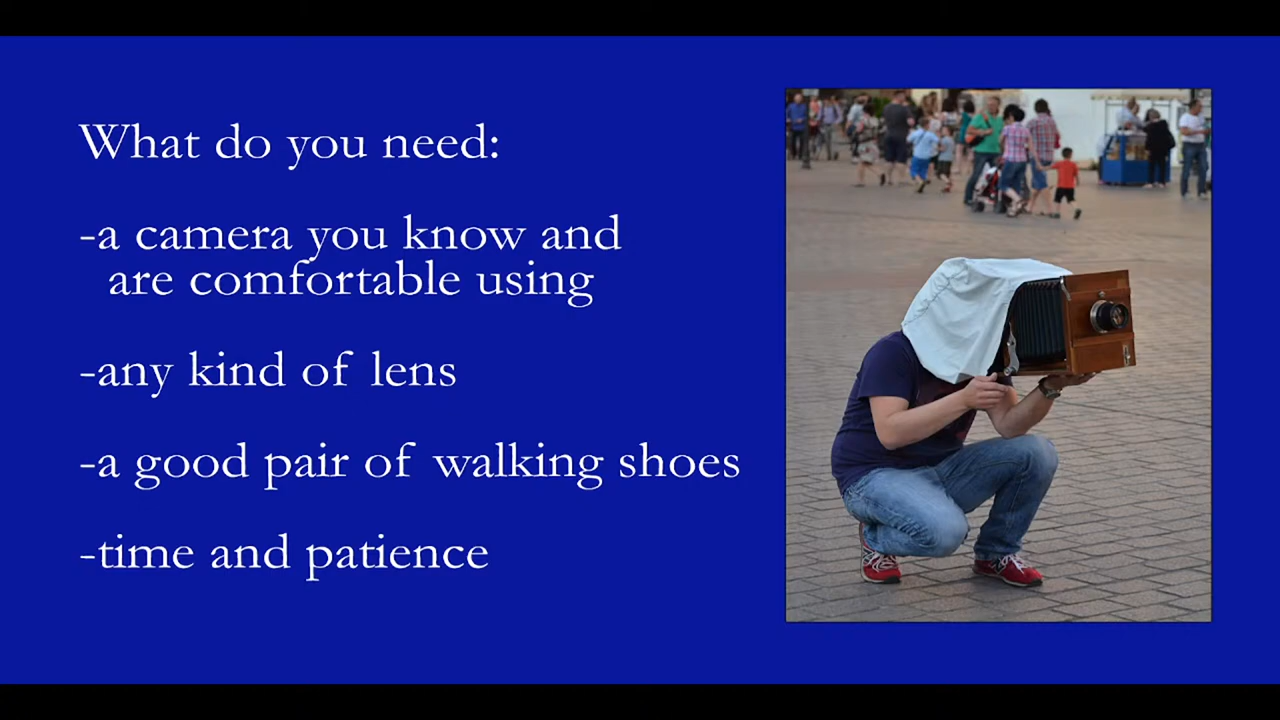 What do you need:
-a camera you know and
are comfortable using
-any kind of lens
-a good pair of walking shoes
-time and patience